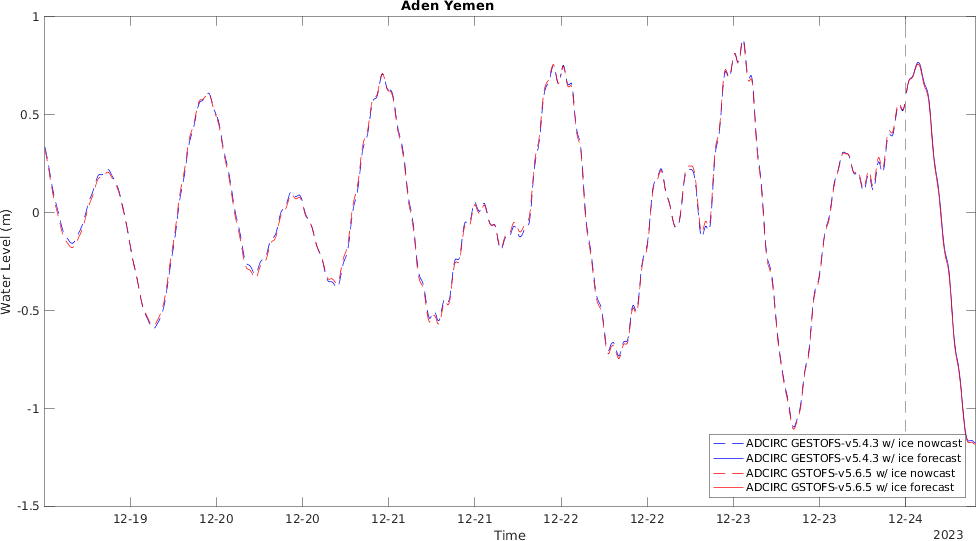 Aden Yemen
1
0.5
0
-0.5
-1
-1.5
Water Level (m)
ADCIRC GESTOFS-v5.4.3 w/ ice nowcast
ADCIRC GESTOFS-v5.4.3 w/ ice forecast
ADCIRC GSTOFS-v5.6.5 w/ ice nowcast
ADCIRC GSTOFS-v5.6.5 w/ ice forecast
12-19 12-20 12-20 12-21 12-21 12-22 12-22 12-23 12-23 12-24
Time
2023